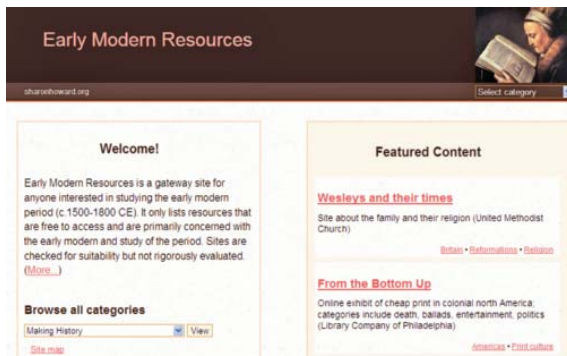 Early Modern Resources
sharonhoward.org
Select category
Welcome!
Early Modern Resources is a gateway site for
anyone interested in studying the early modern
period (c.1500-1800 CE). It only lists resources that
are free to access and are primarily concerned with
the early modern and study of the period. Sites are
checked for suitability but not rigorously evaluated.
(More...)
Browse all categories
Making History
View
Site map
Featured Content
Wesleys and their times
Site about the family and their religion (United Methodist
Church)
Britain • Reformations • Religion
From the Bottom Up
Online exhibit of cheap print in colonial north America;
categories include death, ballads, entertainment, politics
(Library Company of Philadelphia)
Americas • Print culture